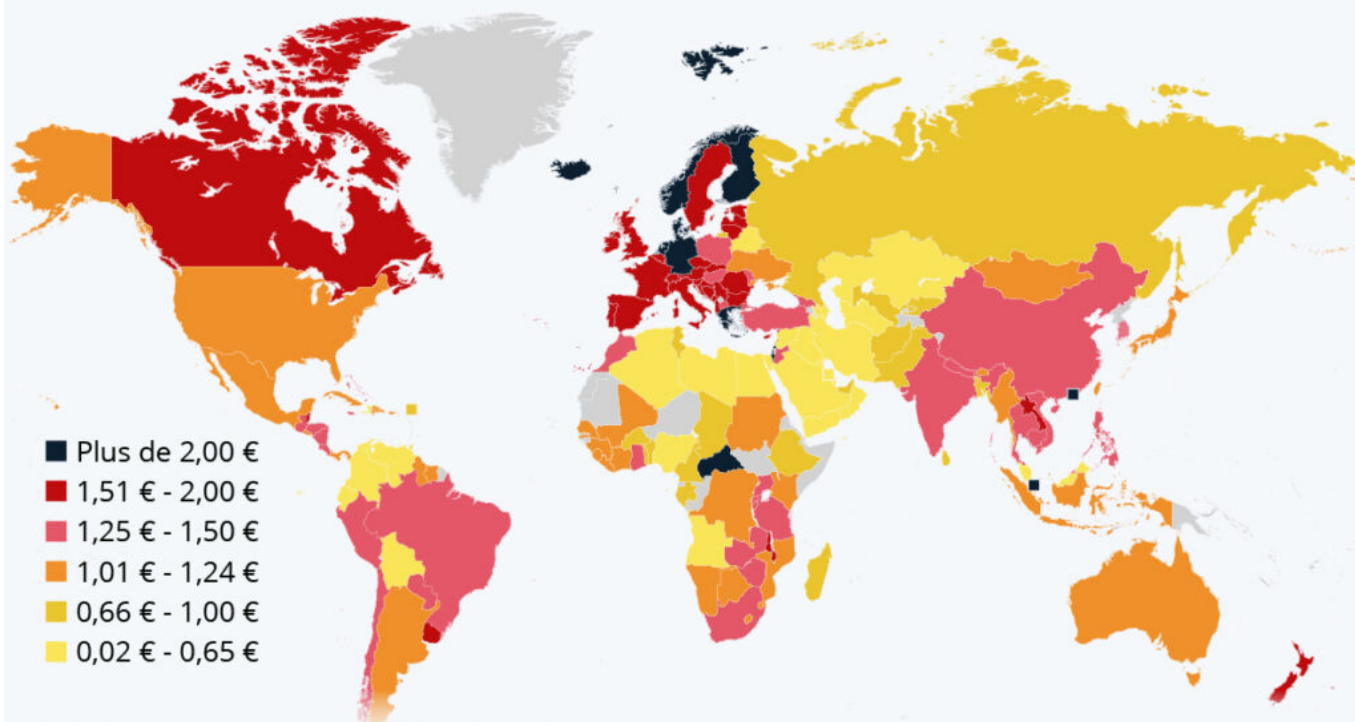 Plus de 2,00 €
1,51 € - 2,00 €
1,25 € - 1,50 €
1,01 € - 1,24 €
0,66 € - 1,00 €
0,02 € - 0,65 €